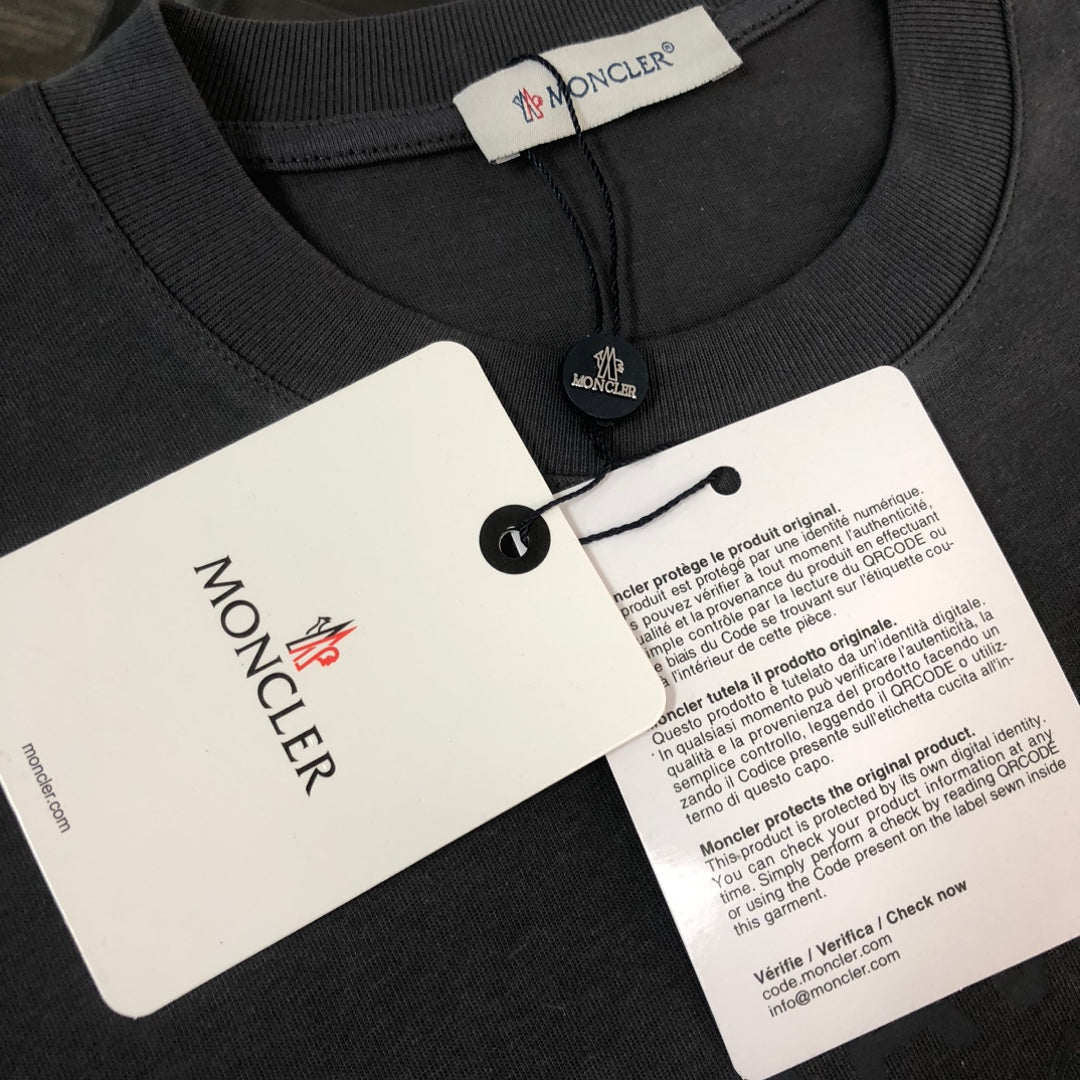 MONCLER®
MONCLER
MONCLER
moncler.com
protège le produit original.
produit est protégé par une identité numérique.
pouvez vérifier à tout moment l'authenticité,
et la provenance du produit en effectuant
contrôle par la lecture du QRCODE ou
biais du Code se trouvant sur l'étiquette cou-
à l'intérieur de cette pièce.
tutela il prodotto originale.
Questo prodotto è tutelato da un'identità digitale.
In qualsiasi momento può verificare l'autenticità, la
qualità e la provenienza del prodotto facendo un
semplice controllo, leggendo il QRCODE o utiliz-
zando il Codice presente sull'etichetta cucita all'in-
terno di questo capo.
Moncler protects the original product.
This product is protected by its own digital identity.
You can check your product information at any
time. Simply perform a check by reading QRCODE
or using the Code present on the label sewn inside
this garment.
Vérifie / Verifica / Check now
code.moncler.com
info@moncler.com